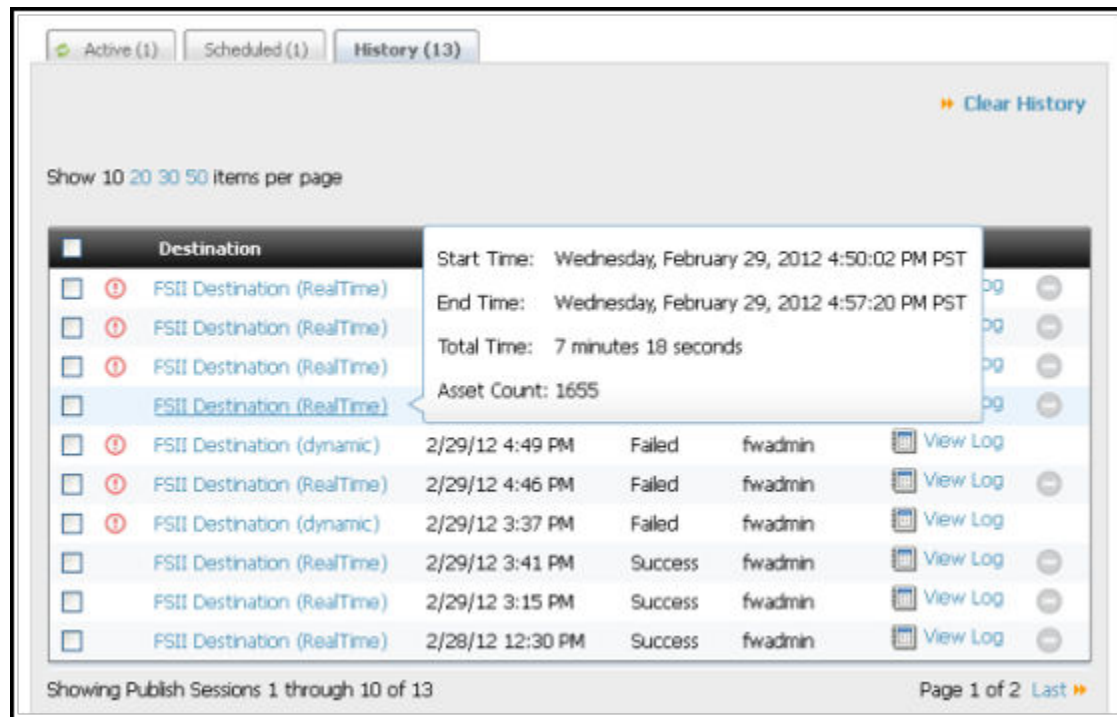 Active (1) Scheduled (1) History (13)
Clear History
Show 10 20 30 50 items per page
Destination
Start Time: Wednesday, February 29, 2012 4:50:02 PM PST
FSII Destination (RealTime)
End Time: Wednesday, February 29, 2012 4:57:20 PM PST
FSII Destination (RealTime)
Total Time: 7 minutes 18 seconds
FSII Destination (RealTime)
Asset Count: 1655
FSII Destination (RealTime)
FSII Destination (dynamic) 2/29/12 4:49 PM Failed fwadmin View Log
FSII Destination (RealTime) 2/29/12 4:46 PM Failed fwadmin View Log
FSII Destination (dynamic) 2/29/12 3:37 PM Failed fwadmin View Log
FSII Destination (RealTime) 2/29/12 3:41 PM Success fwadmin View Log
FSII Destination (RealTime) 2/29/12 3:15 PM Success fwadmin View Log
FSII Destination (RealTime) 2/28/12 12:30 PM Success fwadmin View Log
Showing Publish Sessions 1 through 10 of 13 Page 1 of 2 Last